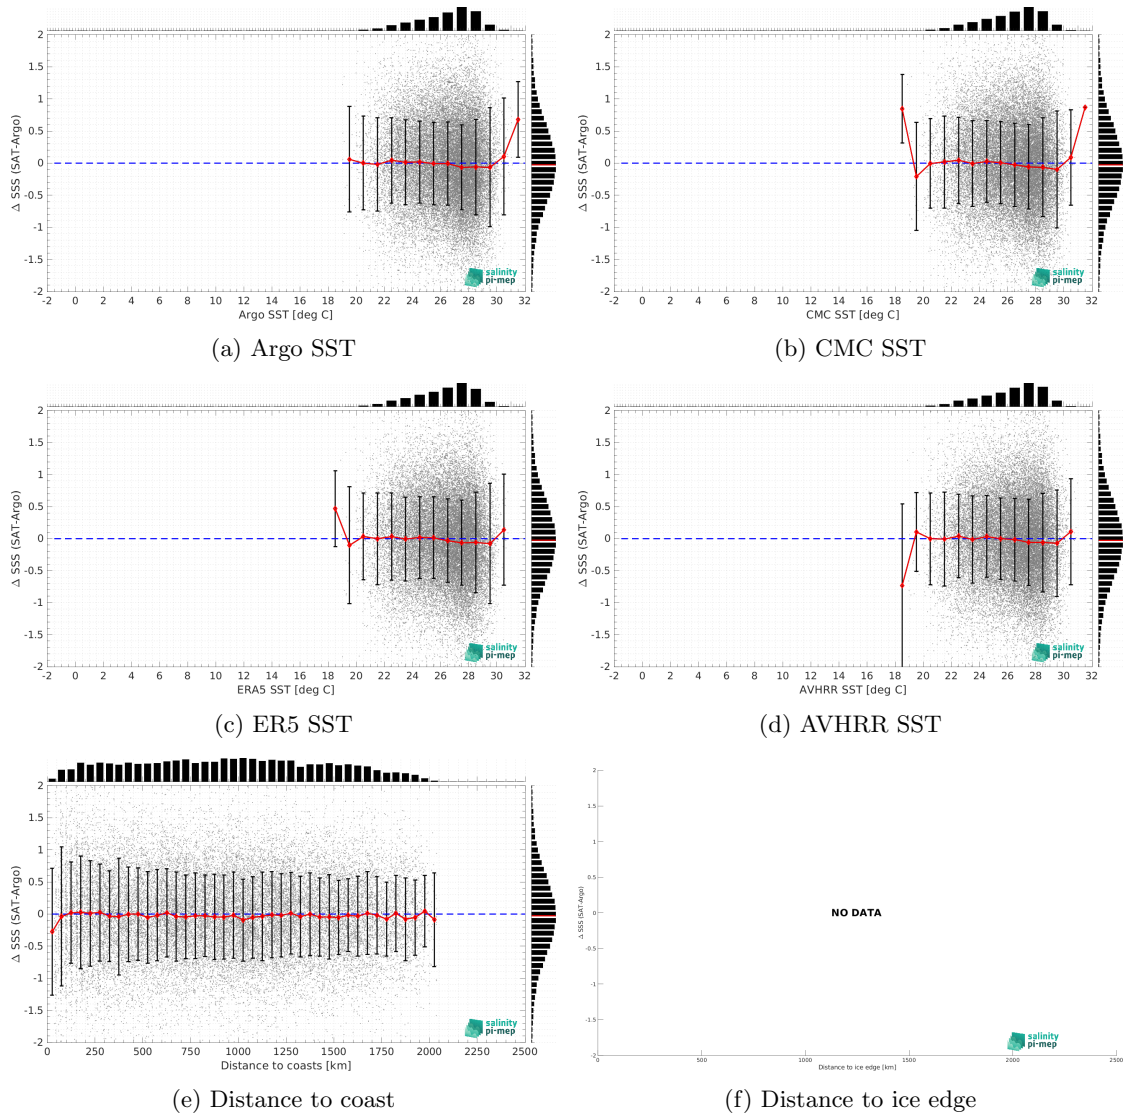 2
1.5
1
0.5
0
-0.5
-1
-1.5
-2
Δ SSS (SAT-Argo)
-2 0 2 4 6 8 10 12 14 16 18 20 22 24 26 28 30 32
Argo SST [deg C]
salinity
pi-mep
(a) Argo SST
2
1.5
1
0.5
0
-0.5
-1
-1.5
-2
Δ SSS (SAT-Argo)
-2 0 2 4 6 8 10 12 14 16 18 20 22 24 26 28 30 32
CMC SST [deg C]
salinity
pi-mep
(b) CMC SST
2
1.5
1
0.5
0
-0.5
-1
-1.5
-2
Δ SSS (SAT-Argo)
-2 0 2 4 6 8 10 12 14 16 18 20 22 24 26 28 30 32
ERA5 SST [deg C]
salinity
pi-mep
(c) ER5 SST
2
1.5
1
0.5
0
-0.5
-1
-1.5
-2
Δ SSS (SAT-Argo)
-2 0 2 4 6 8 10 12 14 16 18 20 22 24 26 28 30 32
AVHRR SST [deg C]
salinity
pi-mep
(d) AVHRR SST
2
1.5
1
0.5
0
-0.5
-1
-1.5
-2
Δ SSS (SAT-Argo)
0 250 500 750 1000 1250 1500 1750 2000 2250 2500
Distance to coasts [km]
salinity
pi-mep
(e) Distance to coast
2
1.5
1
0.5
0
-0.5
-1
-1.5
-2
Δ SSS (SAT-Argo)
NO DATA
0 500 1000 1500 2000 2500
Distance to ice edge [km]
salinity
pi-mep
(f) Distance to ice edge